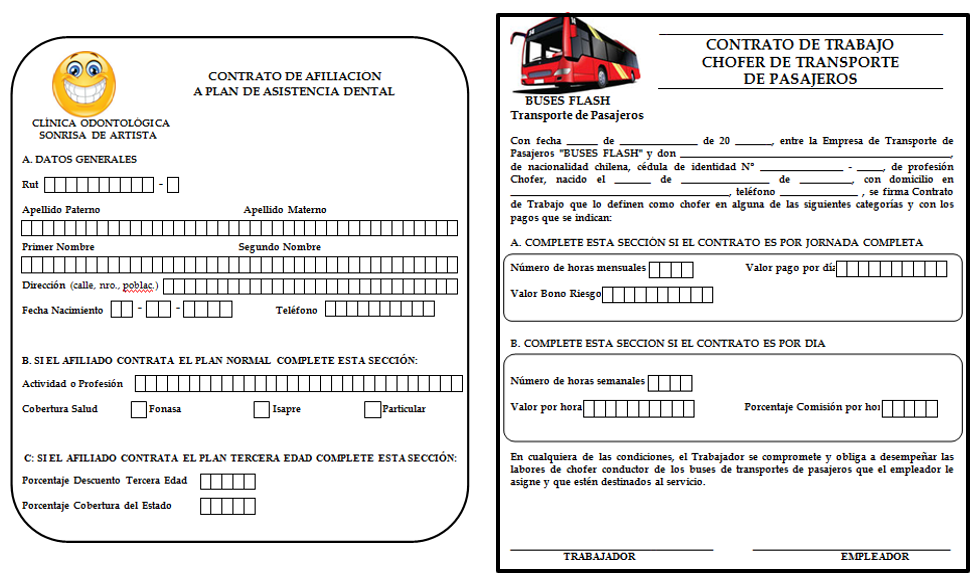 CONTRATO DE AFILIACION
A PLAN DE ASISTENCIA DENTAL
CLÍNICA ODONTOLÓGICA
SONRISA DE ARTISTA
A. DATOS GENERALES
Rut - 
Apellido Paterno Apellido Materno
Primer Nombre Segundo Nombre
Dirección (calle, nro., poblac.)
Fecha Nacimiento - - Teléfono
B. SI EL AFILIADO CONTRATA EL PLAN NORMAL COMPLETE ESTA SECCIÓN:
Actividad o Profesión
Cobertura Salud Fonasa Isapre Particular
C: SI EL AFILIADO CONTRATA EL PLAN TERCERA EDAD COMPLETE ESTA SECCIÓN:
Porcentaje Descuento Tercera Edad
Porcentaje Cobertura del Estado
CONTRATO DE TRABAJO
CHOFER DE TRANSPORTE
DE PASAJEROS
BUSES FLASH
Transporte de Pasajeros
Con fecha ______ de __________ de 20 ______, entre la Empresa de Transporte de
Pasajeros "BUSES FLASH" y don ______________________________,
de nacionalidad chilena, cédula de identidad N° ____________ - _____, de profesión
Chofer, nacido el ______ de ____________ de _______, con domicilio en
______________________________, teléfono ____________ , se firma Contrato
de Trabajo que lo definen como chofer en alguna de las siguientes categorías y con los
pagos que se indican:
A. COMPLETE ESTA SECCIÓN SI EL CONTRATO ES POR JORNADA COMPLETA
Número de horas mensuales Valor pago por día
Valor Bono Riesgo
B. COMPLETE ESTA SECCION SI EL CONTRATO ES POR DIA
Número de horas semanales
Valor por hora Porcentaje Comisión por hor
En cualquiera de las condiciones, el Trabajador se compromete y obliga a desempeñar las
labores de chofer conductor de los buses de transportes de pasajeros que el empleador le
asigne y que estén destinados al servicio.
TRABAJADOR EMPLEADOR